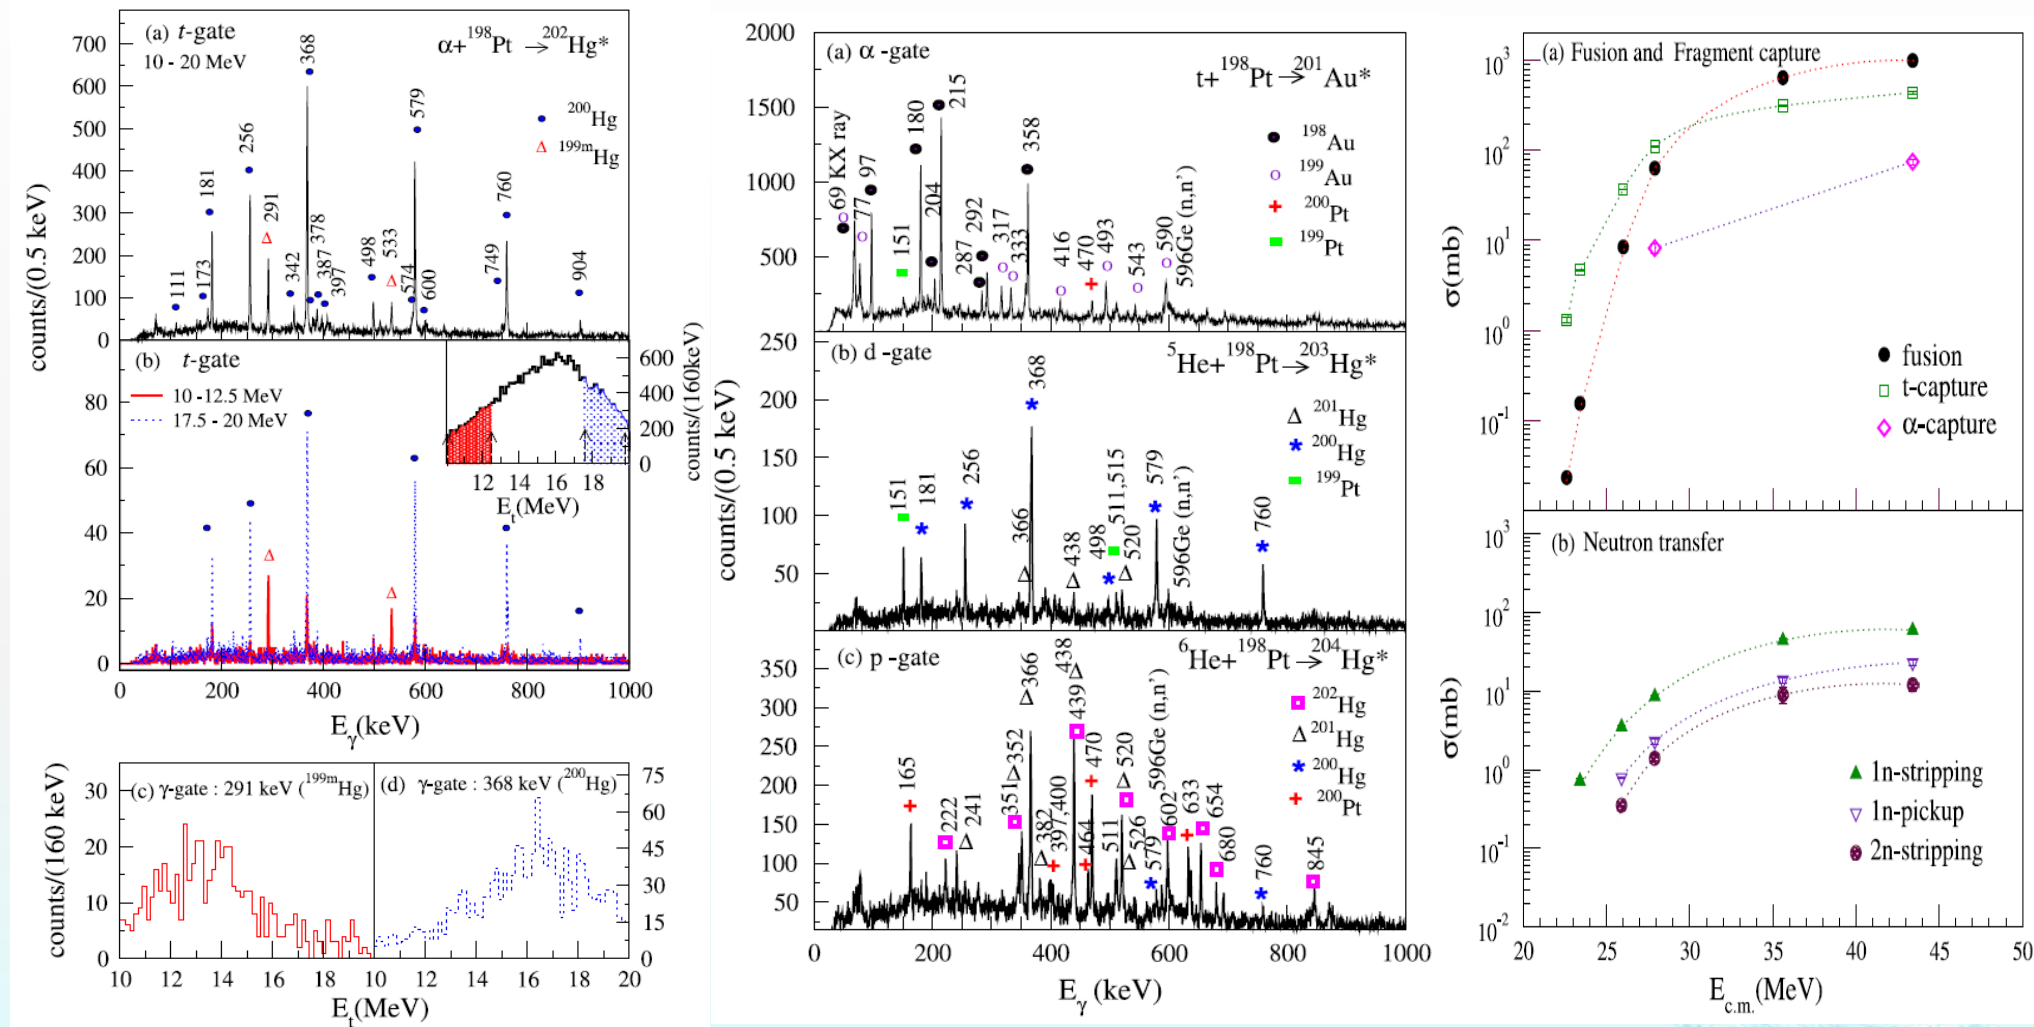 (a) t-gate
10 - 20 MeV
α+¹⁹⁸Pt → ²⁰²Hg*
²⁰⁰Hg
¹⁹⁹ᵐHg
counts/(0.5 keV)
700
600
500
400
300
200
100
0
111
173
181
256
291
368
342
378
387
397
498
533
574
579
600
749
760
904
(b) t-gate
10 -12.5 MeV
17.5 - 20 MeV
80
60
40
20
0
0 200 400 600 800 1000
E_γ(keV)
600
400
200
0
counts/(160keV)
12 14 16 18
E_t(MeV)
(c) γ-gate : 291 keV (¹⁹⁹ᵐHg)
(d) γ-gate : 368 keV (²⁰⁰Hg)
counts/(160 keV)
30
20
10
0
75
60
45
30
15
0
10 12 14 16 18 10 12 14 16 18 20
E_t(MeV)
(a) α -gate
t+¹⁹⁸Pt→²⁰¹Au*
¹⁹⁸Au
¹⁹⁹Au
²⁰⁰Pt
¹⁹⁹Pt
2000
1500
1000
500
69 KX ray
77
97
151
180
204
215
287
292
317
333
358
416
470
493
543
590
596Ge (n,n')
counts/(0.5 keV)
(b) d -gate
⁵He+ ¹⁹⁸Pt→²⁰³Hg*
²⁰¹Hg
²⁰⁰Hg
¹⁹⁹Pt
250
200
150
100
50
151
181
256
366
368
438
498
511,515
520
579
596Ge (n,n')
760
(c) p -gate
⁶He+ ¹⁹⁸Pt→²⁰⁴Hg*
²⁰²Hg
²⁰¹Hg
²⁰⁰Hg
²⁰⁰Pt
350
300
250
200
150
100
50
165
222
241
351
352
366
382
397,400
438
439
464
470
511
520
526
579
596Ge (n,n')
602
633
654
680
760
845
0 200 400 600 800 1000
E_γ (keV)
(a) Fusion and Fragment capture
σ(mb)
10³
10²
10¹
10⁰
10⁻¹
fusion
t-capture
α-capture
(b) Neutron transfer
σ(mb)
10³
10²
10¹
10⁰
10⁻¹
10⁻²
1n-stripping
1n-pickup
2n-stripping
20 25 30 35 40 45 50
E_c.m.(MeV)